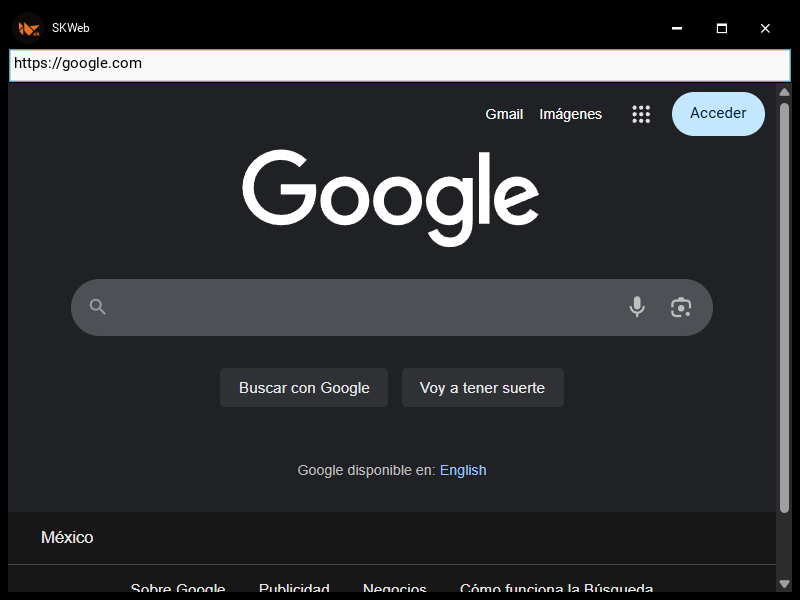 SKWeb
https://google.com
Gmail Imágenes Acceder
Google
Buscar con Google Voy a tener suerte
Google disponible en: English
México
Sobre Google Publicidad Negocios Cómo funciona la Búsqueda